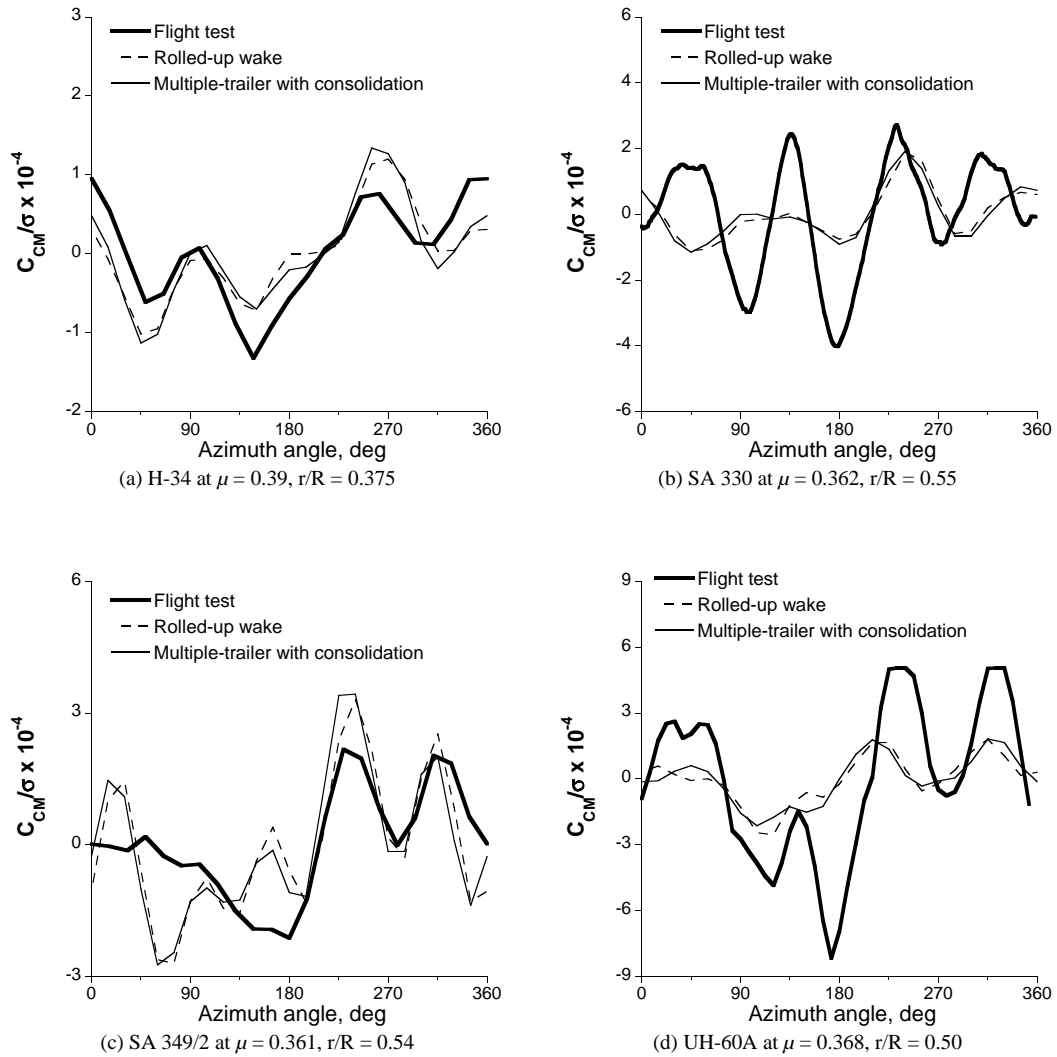 3
2
1
0
-1
-2
C_CM/σ x 10^-4
Flight test
Rolled-up wake
Multiple-trailer with consolidation
0 90 180 270 360
Azimuth angle, deg
(a) H-34 at μ = 0.39, r/R = 0.375
6
4
2
0
-2
-4
-6
C_CM/σ x 10^-4
Flight test
Rolled-up wake
Multiple-trailer with consolidation
0 90 180 270 360
Azimuth angle, deg
(b) SA 330 at μ = 0.362, r/R = 0.55
6
3
0
-3
C_CM/σ x 10^-4
Flight test
Rolled-up wake
Multiple-trailer with consolidation
0 90 180 270 360
Azimuth angle, deg
(c) SA 349/2 at μ = 0.361, r/R = 0.54
9
6
3
0
-3
-6
-9
C_CM/σ x 10^-4
Flight test
Rolled-up wake
Multiple-trailer with consolidation
0 90 180 270 360
Azimuth angle, deg
(d) UH-60A at μ = 0.368, r/R = 0.50